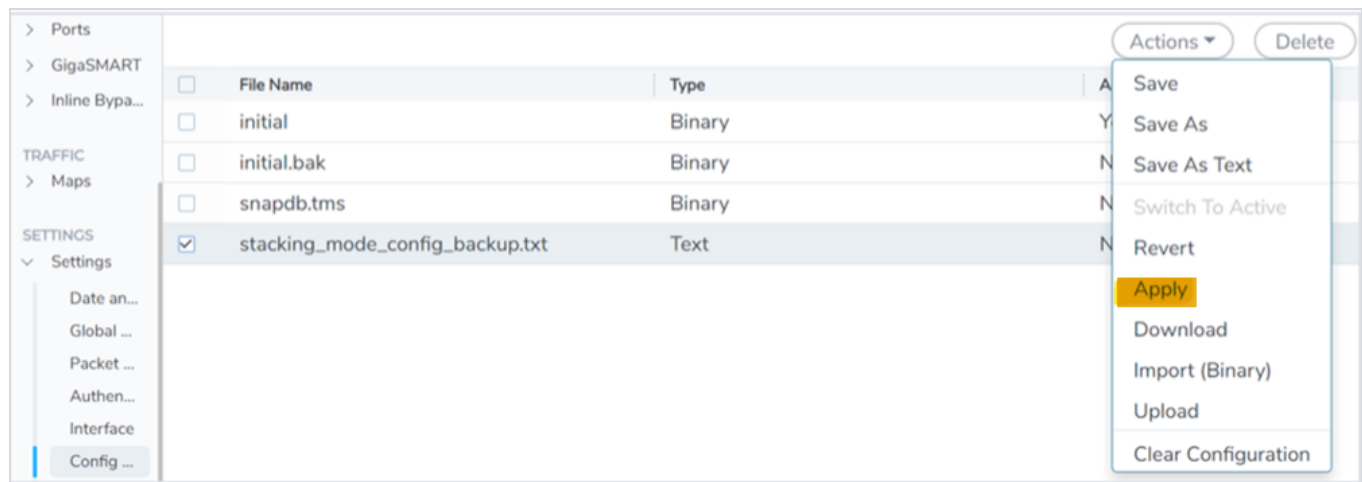 Ports
GigaSMART
Inline Bypa...
TRAFFIC
Maps
SETTINGS
Settings
Date an...
Global ...
Packet ...
Authen...
Interface
Config ...
Actions Delete
File Name Type A
initial Binary Y
initial.bak Binary N
snapdb.tms Binary N
stacking_mode_config_backup.txt Text N
Save
Save As
Save As Text
Switch To Active
Revert
Apply
Download
Import (Binary)
Upload
Clear Configuration